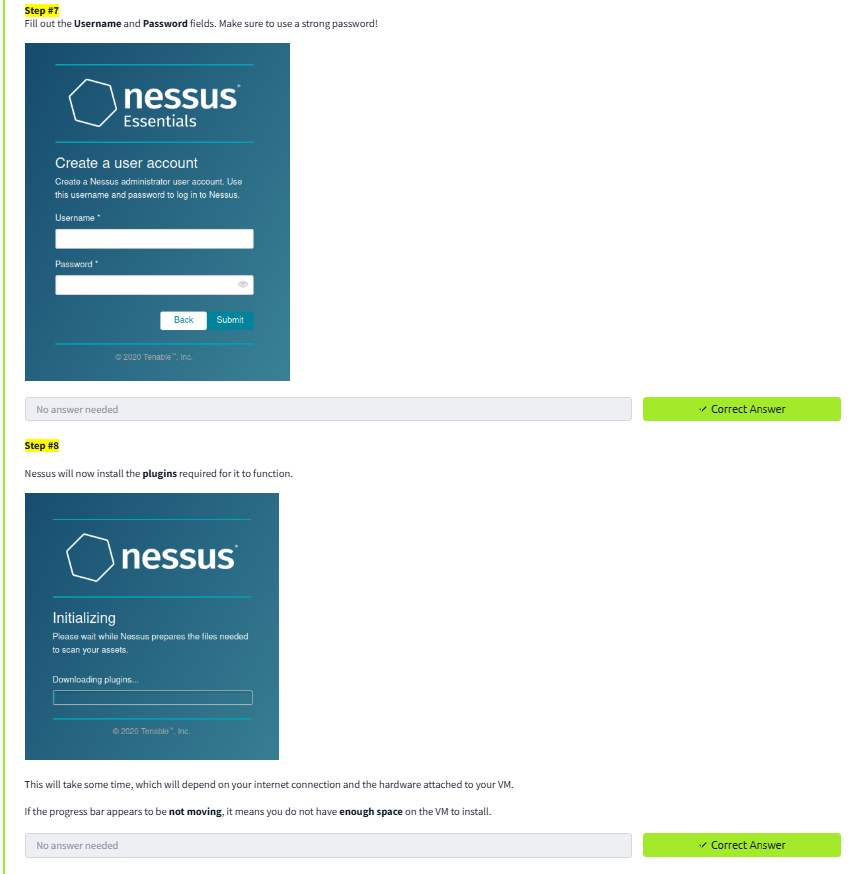 Step #7
Fill out the Username and Password fields. Make sure to use a strong password!
nessus
Essentials
Create a user account
Create a Nessus administrator user account. Use
this username and password to log in to Nessus.
Username *
Password *
Back Submit
© 2020 Tenable™, Inc.
No answer needed
✓ Correct Answer
Step #8
Nessus will now install the plugins required for it to function.
nessus
Initializing
Please wait while Nessus prepares the files needed
to scan your assets.
Downloading plugins...
© 2020 Tenable™, Inc.
This will take some time, which will depend on your internet connection and the hardware attached to your VM.
If the progress bar appears to be not moving, it means you do not have enough space on the VM to install.
No answer needed
✓ Correct Answer